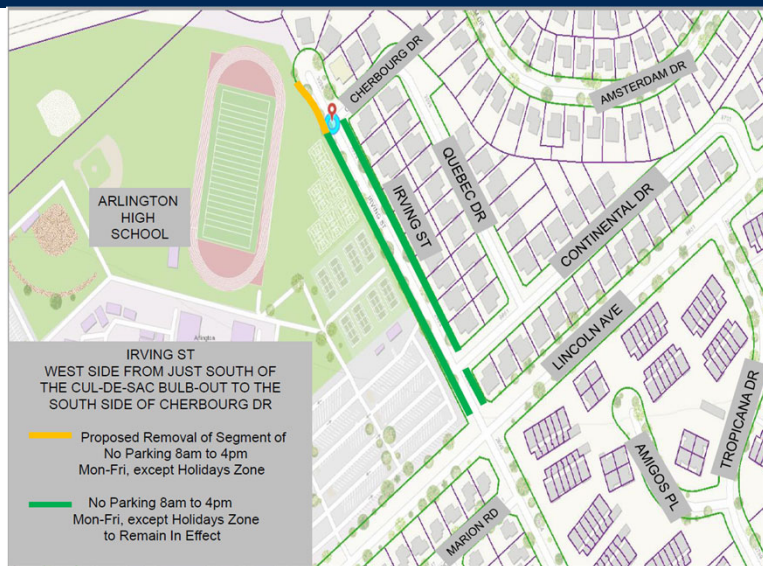 CHERBOURG DR
AMSTERDAM DR
QUEBEC DR
ARLINGTON
HIGH
SCHOOL
IRVING ST
IRVING ST
CONTINENTAL DR
LINCOLN AVE
TROPICANA DR
AMIGOS PL
MARION RD
Arlington
IRVING ST
WEST SIDE FROM JUST SOUTH OF
THE CUL-DE-SAC BULB-OUT TO THE
SOUTH SIDE OF CHERBOURG DR
Proposed Removal of Segment of
No Parking 8am to 4pm
Mon-Fri, except Holidays Zone
No Parking 8am to 4pm
Mon-Fri, except Holidays Zone
to Remain In Effect